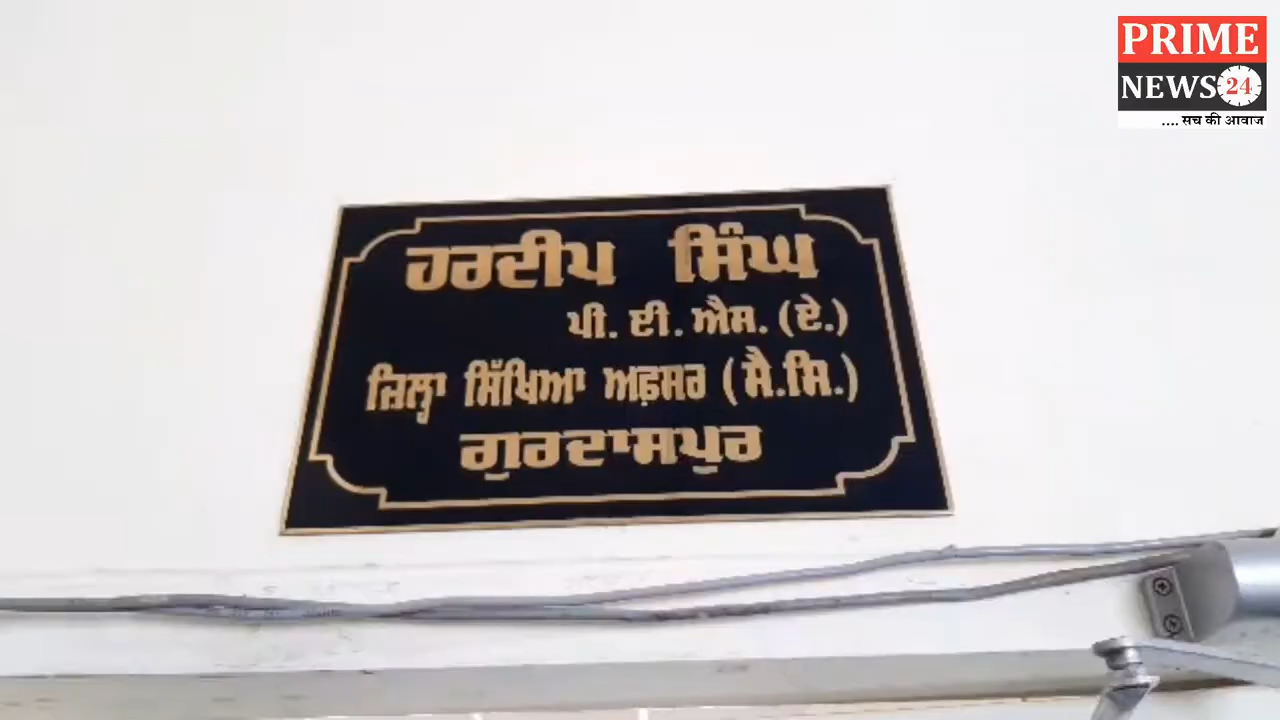 PRIME
NEWS 24
.... सच की आवाज
ਹਰਦੀਪ ਸਿੰਘ
ਪੀ. ਈ. ਐਸ. (ਏ.)
ਜ਼ਿਲ੍ਹਾ ਸਿੱਖਿਆ ਅਫ਼ਸਰ (ਸੈ.ਸਿ.)
ਗੁਰਦਾਸਪੁਰ